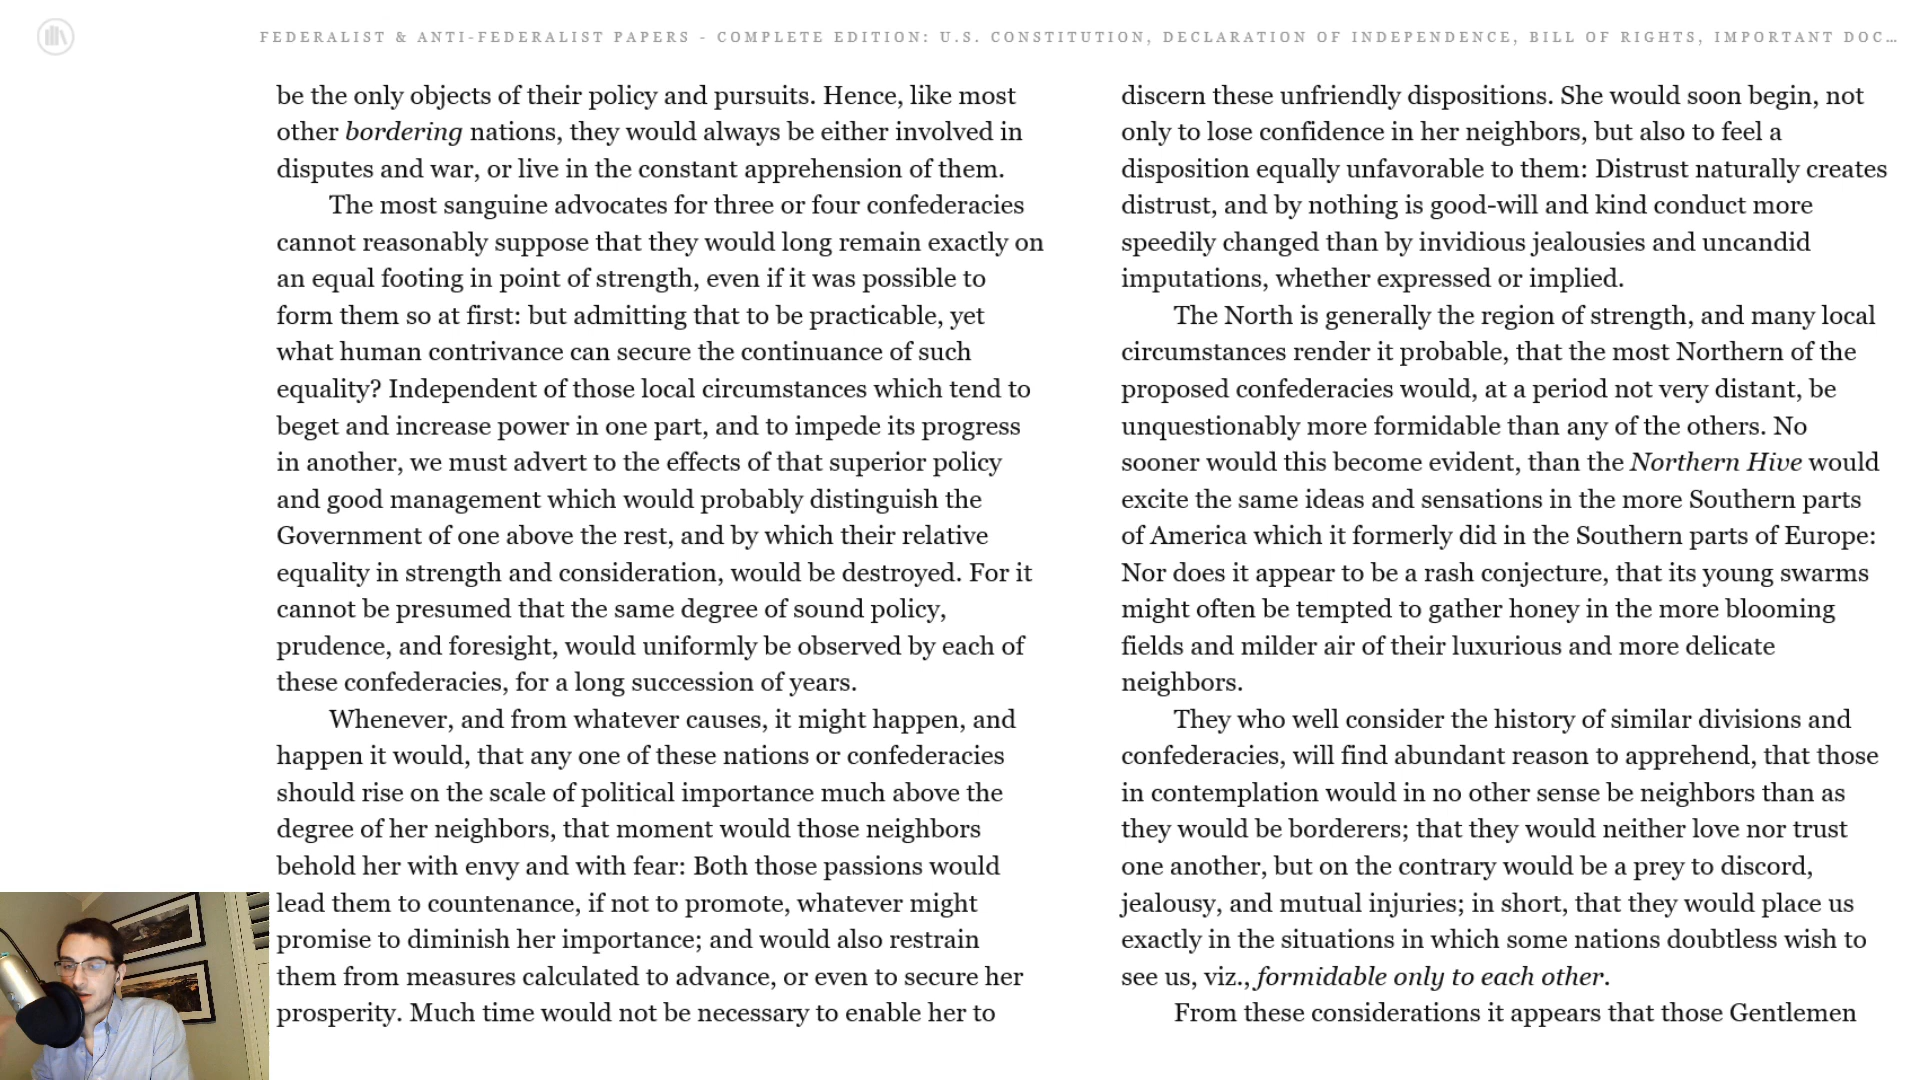 FEDERALIST & ANTI-FEDERALIST PAPERS - COMPLETE EDITION: U.S. CONSTITUTION, DECLARATION OF INDEPENDENCE, BILL OF RIGHTS, IMPORTANT DOC…
be the only objects of their policy and pursuits. Hence, like most
other bordering nations, they would always be either involved in
disputes and war, or live in the constant apprehension of them.
The most sanguine advocates for three or four confederacies
cannot reasonably suppose that they would long remain exactly on
an equal footing in point of strength, even if it was possible to
form them so at first: but admitting that to be practicable, yet
what human contrivance can secure the continuance of such
equality? Independent of those local circumstances which tend to
beget and increase power in one part, and to impede its progress
in another, we must advert to the effects of that superior policy
and good management which would probably distinguish the
Government of one above the rest, and by which their relative
equality in strength and consideration, would be destroyed. For it
cannot be presumed that the same degree of sound policy,
prudence, and foresight, would uniformly be observed by each of
these confederacies, for a long succession of years.
Whenever, and from whatever causes, it might happen, and
happen it would, that any one of these nations or confederacies
should rise on the scale of political importance much above the
degree of her neighbors, that moment would those neighbors
behold her with envy and with fear: Both those passions would
lead them to countenance, if not to promote, whatever might
promise to diminish her importance; and would also restrain
them from measures calculated to advance, or even to secure her
prosperity. Much time would not be necessary to enable her to
discern these unfriendly dispositions. She would soon begin, not
only to lose confidence in her neighbors, but also to feel a
disposition equally unfavorable to them: Distrust naturally creates
distrust, and by nothing is good-will and kind conduct more
speedily changed than by invidious jealousies and uncandid
imputations, whether expressed or implied.
The North is generally the region of strength, and many local
circumstances render it probable, that the most Northern of the
proposed confederacies would, at a period not very distant, be
unquestionably more formidable than any of the others. No
sooner would this become evident, than the Northern Hive would
excite the same ideas and sensations in the more Southern parts
of America which it formerly did in the Southern parts of Europe:
Nor does it appear to be a rash conjecture, that its young swarms
might often be tempted to gather honey in the more blooming
fields and milder air of their luxurious and more delicate
neighbors.
They who well consider the history of similar divisions and
confederacies, will find abundant reason to apprehend, that those
in contemplation would in no other sense be neighbors than as
they would be borderers; that they would neither love nor trust
one another, but on the contrary would be a prey to discord,
jealousy, and mutual injuries; in short, that they would place us
exactly in the situations in which some nations doubtless wish to
see us, viz., formidable only to each other.
From these considerations it appears that those Gentlemen